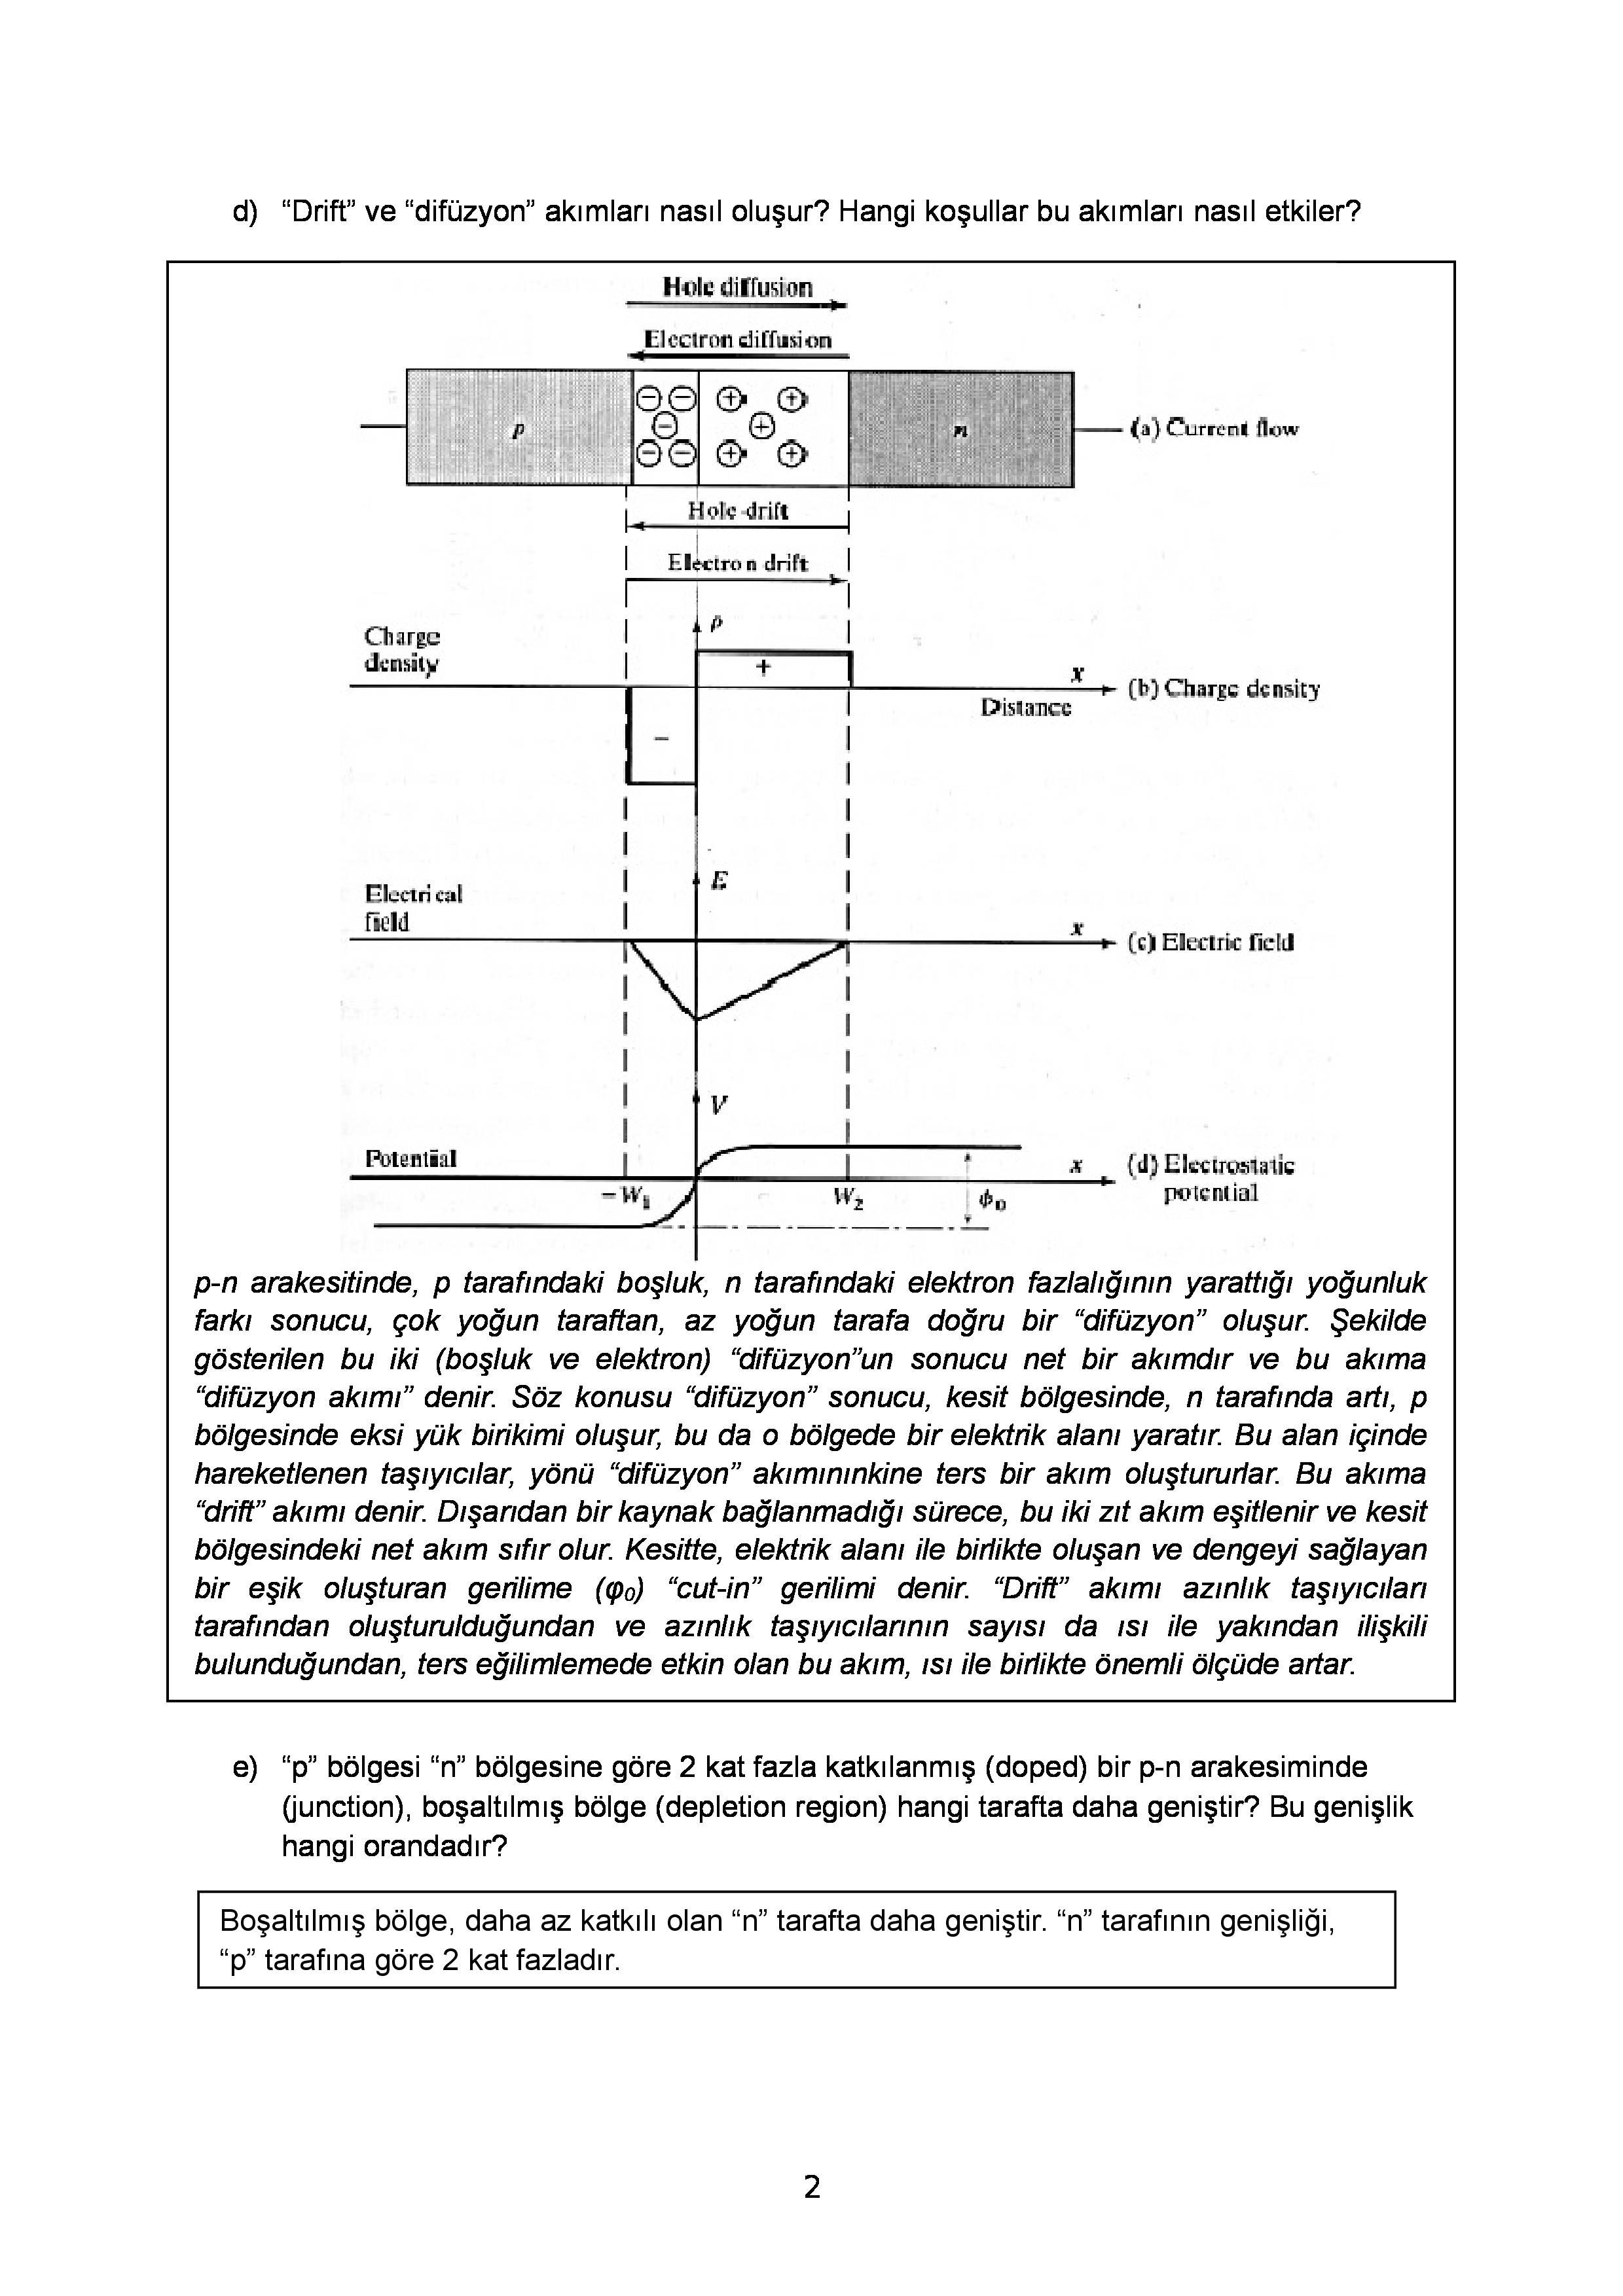 d) “Drift” ve “difüzyon” akımları nasıl oluşur? Hangi koşullar bu akımları nasıl etkiler?
Hole diffusion
Electron diffusion
p
n
(a) Current flow
Hole drift
Electron drift
ρ
Charge
density
+
x
(b) Charge density
Distance
−
E
Electrical
field
x
(c) Electric field
V
Potential
x
(d) Electrostatic
potential
−W₁
W₂
ϕ₀
p-n arakesitinde, p tarafındaki boşluk, n tarafındaki elektron fazlalığının yarattığı yoğunluk
farkı sonucu, çok yoğun taraftan, az yoğun tarafa doğru bir “difüzyon” oluşur. Şekilde
gösterilen bu iki (boşluk ve elektron) “difüzyon”un sonucu net bir akımdır ve bu akıma
“difüzyon akımı” denir. Söz konusu “difüzyon” sonucu, kesit bölgesinde, n tarafında artı, p
bölgesinde eksi yük birikimi oluşur, bu da o bölgede bir elektrik alanı yaratır. Bu alan içinde
hareketlenen taşıyıcılar, yönü “difüzyon” akımınınkine ters bir akım oluştururlar. Bu akıma
“drift” akımı denir. Dışarıdan bir kaynak bağlanmadığı sürece, bu iki zıt akım eşitlenir ve kesit
bölgesindeki net akım sıfır olur. Kesitte, elektrik alanı ile birlikte oluşan ve dengeyi sağlayan
bir eşik oluşturan gerilime (φ₀) “cut-in” gerilimi denir. “Drift” akımı azınlık taşıyıcıları
tarafından oluşturulduğundan ve azınlık taşıyıcılarının sayısı da ısı ile yakından ilişkili
bulunduğundan, ters eğilimlemede etkin olan bu akım, ısı ile birlikte önemli ölçüde artar.
e) “p” bölgesi “n” bölgesine göre 2 kat fazla katkılanmış (doped) bir p-n arakesiminde
(junction), boşaltılmış bölge (depletion region) hangi tarafta daha geniştir? Bu genişlik
hangi orandadır?
Boşaltılmış bölge, daha az katkılı olan “n” tarafta daha geniştir. “n” tarafının genişliği,
“p” tarafına göre 2 kat fazladır.
2